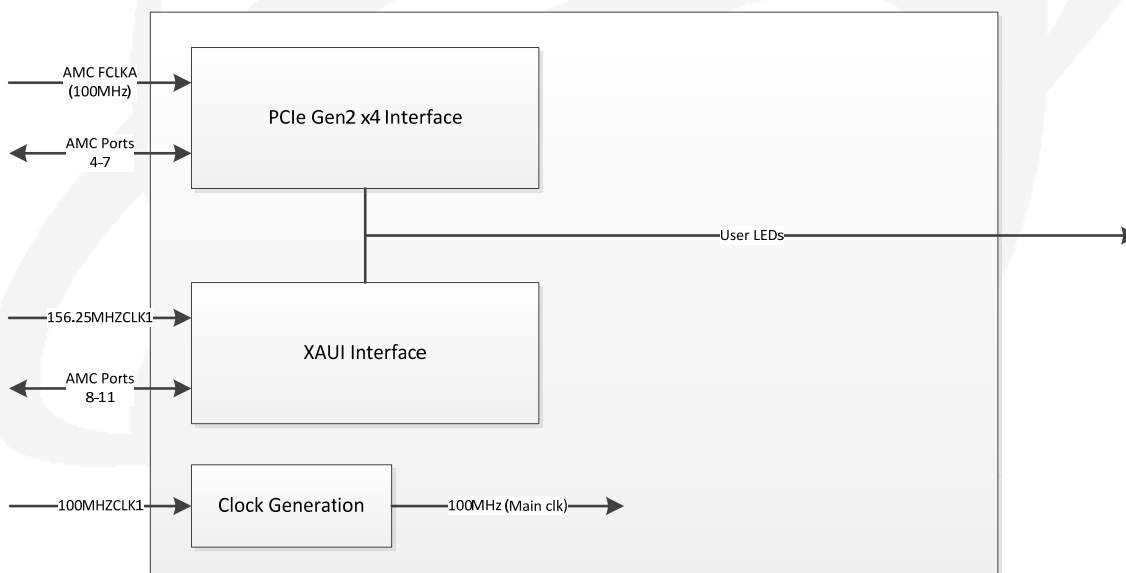 AMC FCLKA
(100MHz)
PCIe Gen2 x4 Interface
AMC Ports
4-7
User LEDs
156.25MHZCLK1
XAUI Interface
AMC Ports
8-11
100MHZCLK1
Clock Generation
100MHz (Main clk)